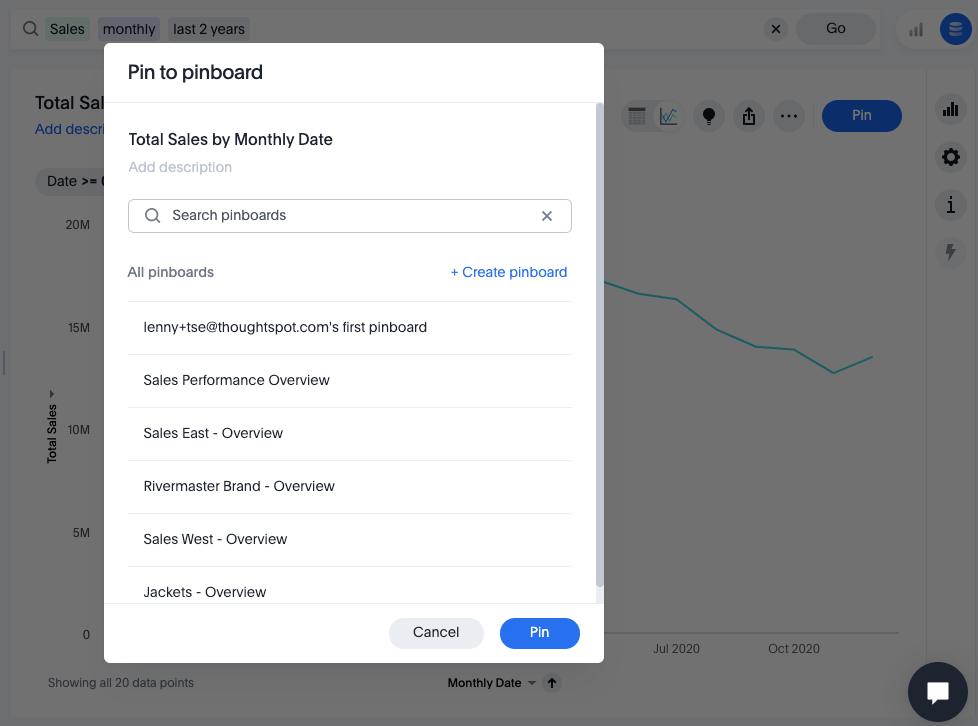 Sales monthly last 2 years
Go
Pin to pinboard
Total Sal
Add descri
Pin
Total Sales by Monthly Date
Add description
Date >=
Search pinboards
All pinboards
+ Create pinboard
lenny+tse@thoughtspot.com's first pinboard
Sales Performance Overview
Sales East - Overview
Rivermaster Brand - Overview
Sales West - Overview
Jackets - Overview
Cancel
Pin
20M
15M
10M
5M
0
Total Sales
Jul 2020
Oct 2020
Showing all 20 data points
Monthly Date